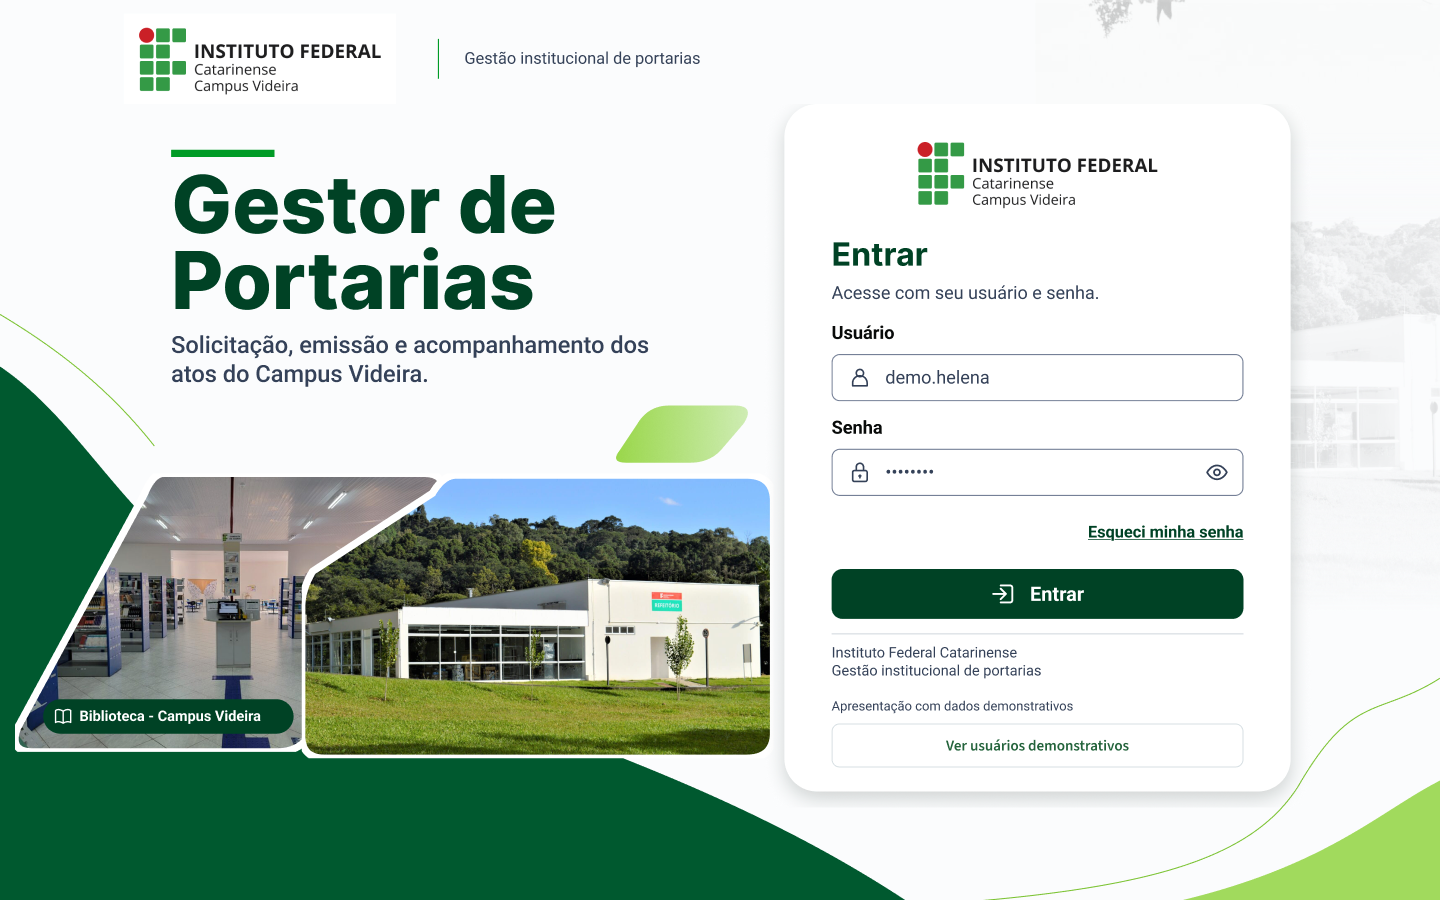 INSTITUTO FEDERAL
Catarinense
Campus Videira
Gestão institucional de portarias
Gestor de
Portarias
Solicitação, emissão e acompanhamento dos
atos do Campus Videira.
Biblioteca - Campus Videira
REFEITÓRIO
INSTITUTO FEDERAL
Catarinense
Campus Videira
Entrar
Acesse com seu usuário e senha.
Usuário
demo.helena
Senha
••••••••
Esqueci minha senha
Entrar
Instituto Federal Catarinense
Gestão institucional de portarias
Apresentação com dados demonstrativos
Ver usuários demonstrativos